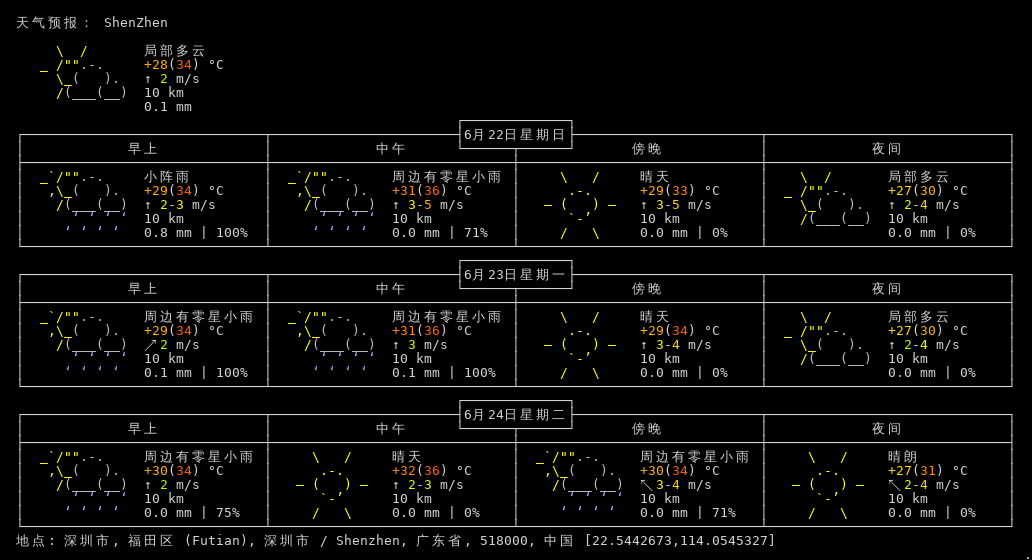 天气预报： ShenZhen
局部多云
+28(34) °C
↑ 2 m/s
10 km
0.1 mm
6月22日星期日
早上 中午 傍晚 夜间
小阵雨 周边有零星小雨 晴天 局部多云
+29(34) °C +31(36) °C +29(33) °C +27(30) °C
↑ 2-3 m/s ↑ 3-5 m/s ↑ 3-5 m/s ↑ 2-4 m/s
10 km 10 km 10 km 10 km
0.8 mm | 100% 0.0 mm | 71% 0.0 mm | 0% 0.0 mm | 0%
6月23日星期一
早上 中午 傍晚 夜间
周边有零星小雨 周边有零星小雨 晴天 局部多云
+29(34) °C +31(36) °C +29(34) °C +27(30) °C
↗ 2 m/s ↑ 3 m/s ↑ 3-4 m/s ↑ 2-4 m/s
10 km 10 km 10 km 10 km
0.1 mm | 100% 0.1 mm | 100% 0.0 mm | 0% 0.0 mm | 0%
6月24日星期二
早上 中午 傍晚 夜间
周边有零星小雨 晴天 周边有零星小雨 晴朗
+30(34) °C +32(36) °C +30(34) °C +27(31) °C
↑ 2 m/s ↑ 2-3 m/s ↖ 3-4 m/s ↖ 2-4 m/s
10 km 10 km 10 km 10 km
0.0 mm | 75% 0.0 mm | 0% 0.0 mm | 71% 0.0 mm | 0%
地点: 深圳市, 福田区 (Futian), 深圳市 / Shenzhen, 广东省, 518000, 中国 [22.5442673,114.0545327]